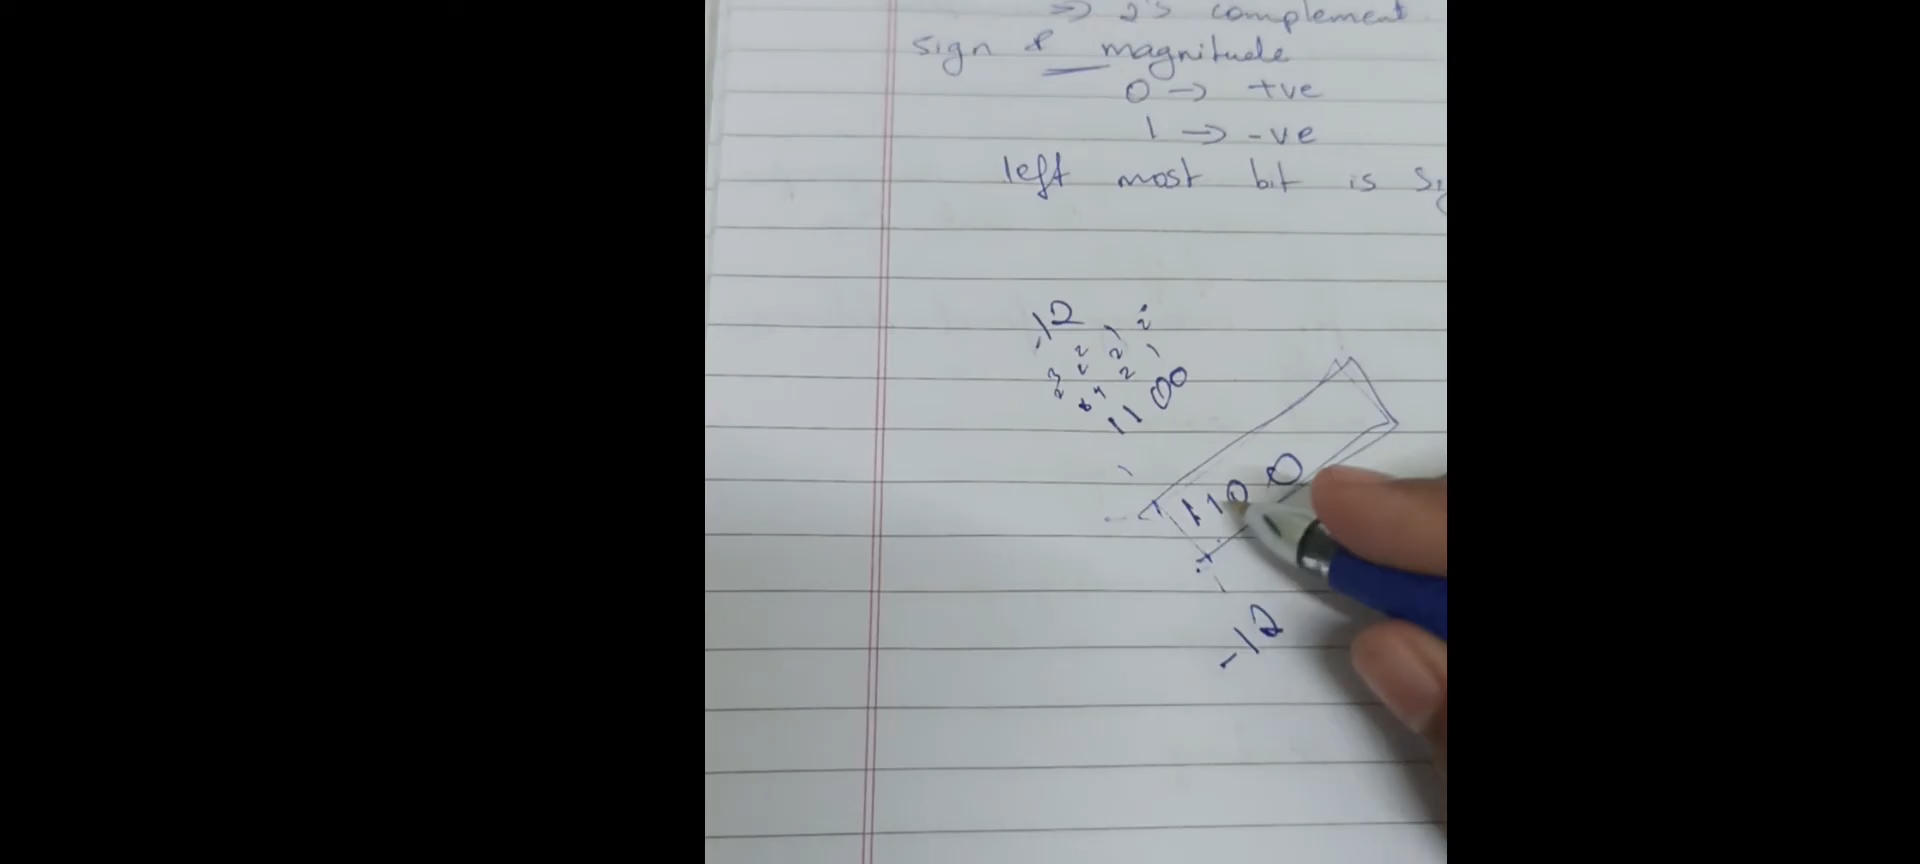 => 2's complement
sign & magnitude
0 -> +ve
1 -> -ve
left most bit is
-12
1100
1100
-12